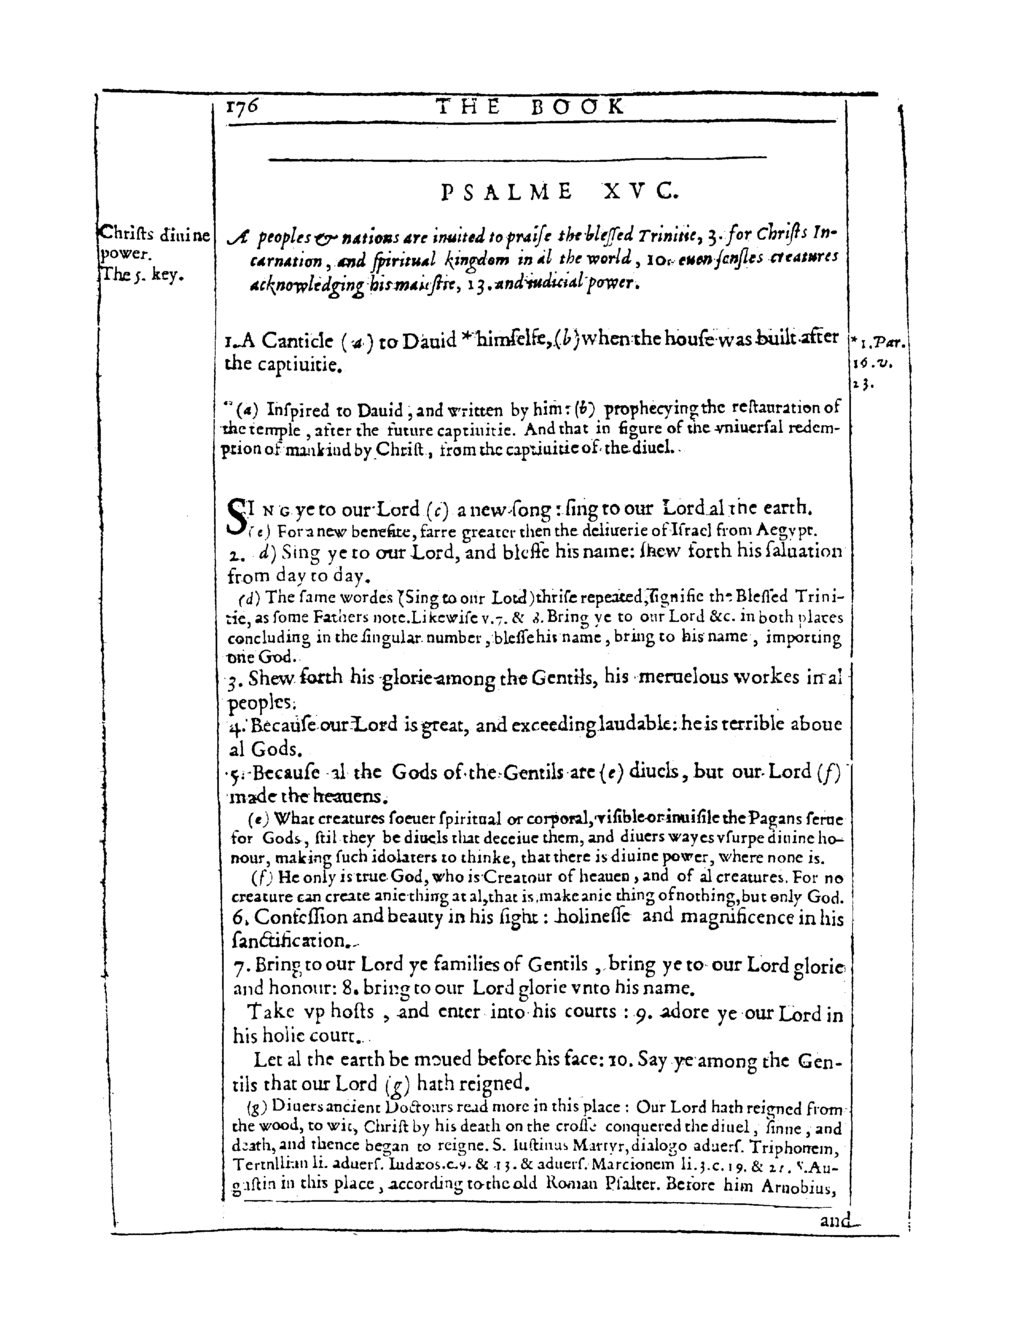 176 THE BOOK
PSALME XVC.
Chriſts diuine
power.
The 5. key.
A peoples & nations are inuited to praiſe the bleſſed Trinitie, 3. for Chriſts In-
carnation, and ſpiritual kingdom in al the world, 10. euen ſenſles creatures
acknowledging his maieſtie, 13. and iudicial power.
1. A Canticle (a) to Dauid * himſelfe, (b) when the houſe was built after
the captiuitie.
* 1. Par.
16. v.
23.
(a) Inſpired to Dauid, and written by him: (b) prophecying the reſtauration of
the temple, after the future captiuitie. And that in figure of the vniuerſal redem-
ption of mankind by Chriſt, from the captiuitie of the diuel.
SING ye to our Lord (c) a new ſong: ſing to our Lord al the earth.
(c) For a new benefite, farre greater then the deliuerie of Iſrael from Aegypt.
2. d) Sing ye to our Lord, and bleſſe his name: ſhew forth his ſaluation
from day to day.
(d) The ſame wordes (Sing to our Lord) thriſe repeated, ſignifie the Bleſſed Trini-
tie, as ſome Fathers note. Likewiſe v. 7. & 8. Bring ye to our Lord &c. in both places
concluding in the ſingular number, bleſſe his name, bring to his name, importing
one God.
3. Shew forth his glorie among the Gentils, his meruelous workes in al
peoples.
4. Becauſe our Lord is great, and exceeding laudable: he is terrible aboue
al Gods.
5. Becauſe al the Gods of the Gentils are (e) diuels, but our Lord (f)
made the heauens.
(e) What creatures ſoeuer ſpiritual or corporal, viſible or inuiſile the Pagans ſerue
for Gods, ſtil they be diuels that deceiue them, and diuers wayes vſurpe diuine ho-
nour, making ſuch idolaters to thinke, that there is diuine power, where none is.
(f) He only is true God, who is Creatour of heauen, and of al creatures. For no
creature can create anie thing at al, that is, make anie thing of nothing, but only God.
6. Confeſſion and beauty in his ſight: holineſſe and magnificence in his
ſanctification.
7. Bring to our Lord ye families of Gentils, bring ye to our Lord glorie
and honour: 8. bring to our Lord glorie vnto his name.
Take vp hoſts, and enter into his courts: 9. adore ye our Lord in
his holie court.
Let al the earth be moued before his face: 10. Say ye among the Gen-
tils that our Lord (g) hath reigned.
(g) Diuers ancient Doctours read more in this place: Our Lord hath reigned from
the wood, to wit, Chriſt by his death on the croſſe conquered the diuel, ſinne, and
death, and thence began to reigne. S. Iuſtinus Martyr, dialogo aduerſ. Triphonem,
Tertullian li. aduerſ. Iudæos. c. 9. & 13. & aduerſ. Marcionem li. 3. c. 19. & 21. S. Au-
guſtin in this place, according to the old Roman Pſalter. Before him Arnobius,
and